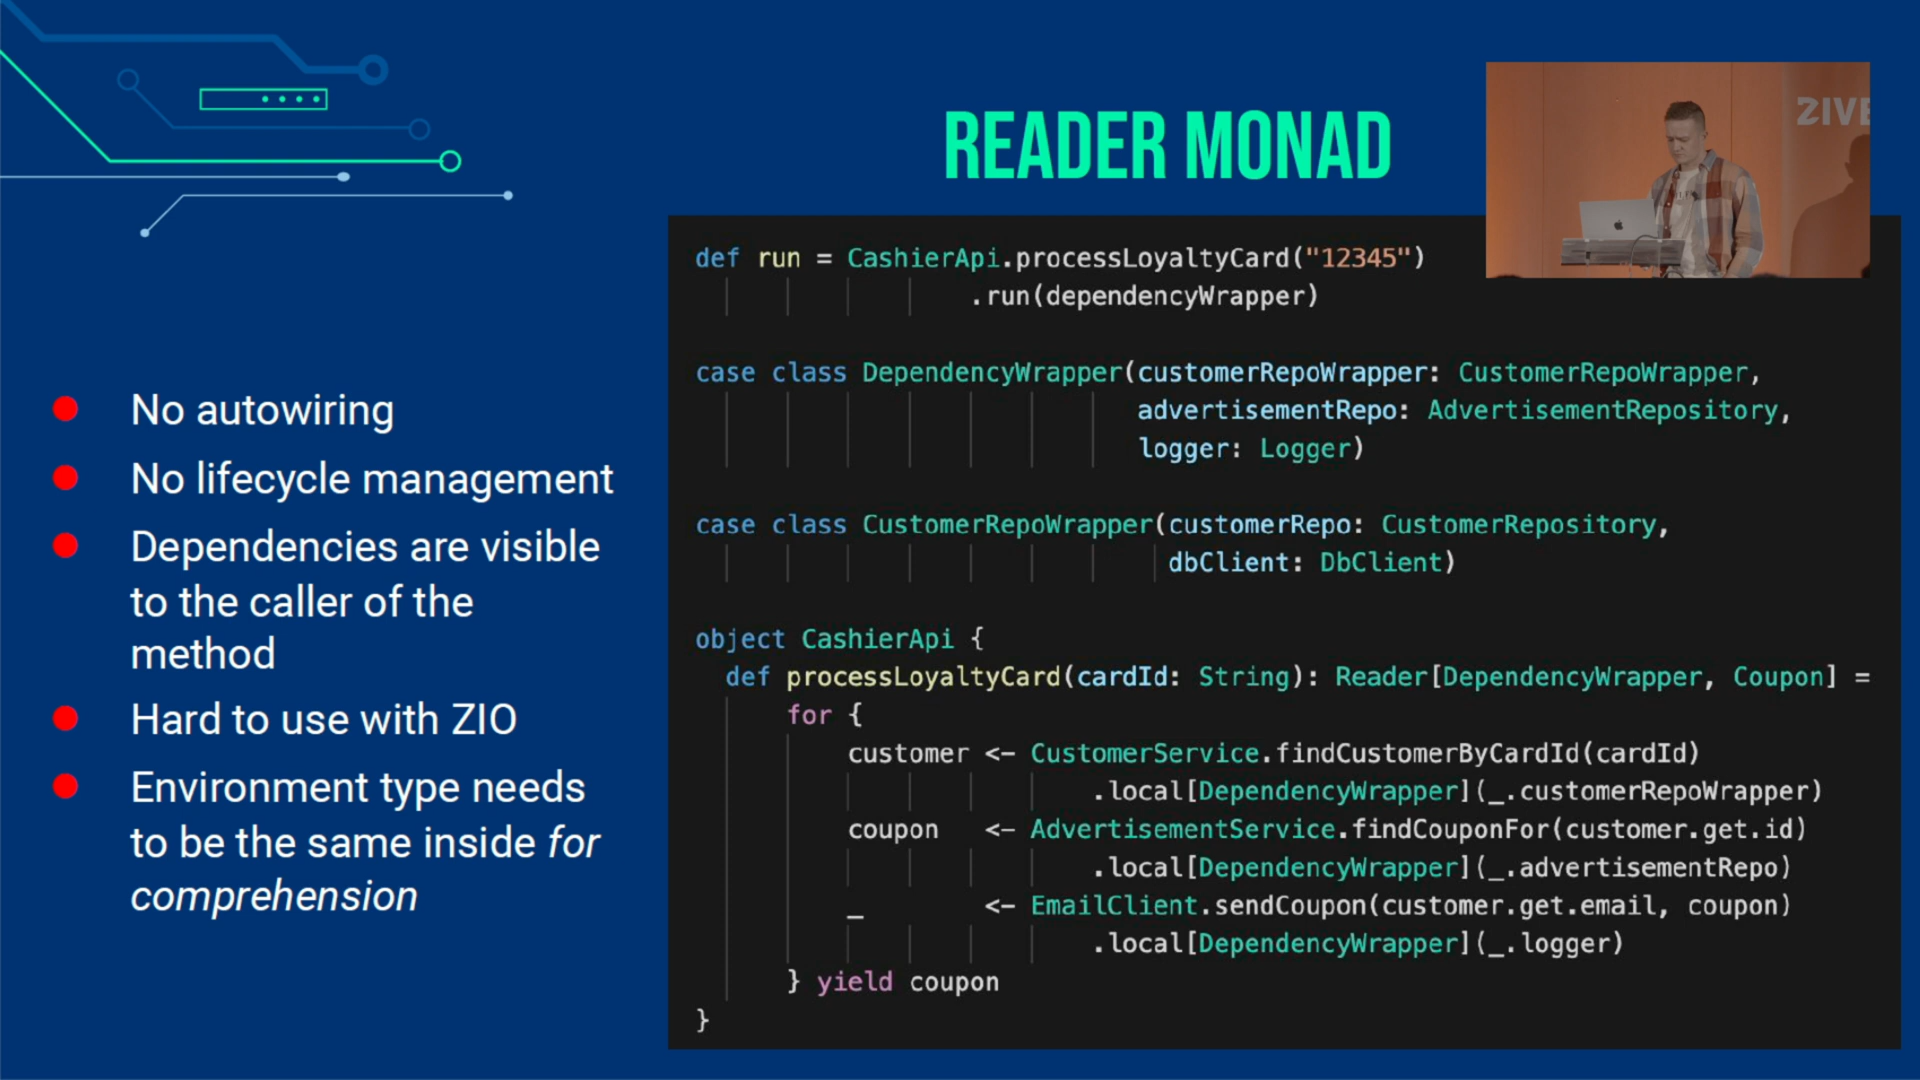 READER MONAD
ZIVE
No autowiring
No lifecycle management
Dependencies are visible
to the caller of the
method
Hard to use with ZIO
Environment type needs
to be the same inside for
comprehension
def run = CashierApi.processLoyaltyCard("12345")
.run(dependencyWrapper)
case class DependencyWrapper(customerRepoWrapper: CustomerRepoWrapper,
advertisementRepo: AdvertisementRepository,
logger: Logger)
case class CustomerRepoWrapper(customerRepo: CustomerRepository,
dbClient: DbClient)
object CashierApi {
def processLoyaltyCard(cardId: String): Reader[DependencyWrapper, Coupon] =
for {
customer <- CustomerService.findCustomerByCardId(cardId)
.local[DependencyWrapper](_.customerRepoWrapper)
coupon <- AdvertisementService.findCouponFor(customer.get.id)
.local[DependencyWrapper](_.advertisementRepo)
_ <- EmailClient.sendCoupon(customer.get.email, coupon)
.local[DependencyWrapper](_.logger)
} yield coupon
}